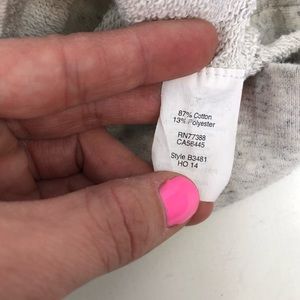 87% Cotton
13% Polyester
RN77388
CA56445
Style B3481
HO 14